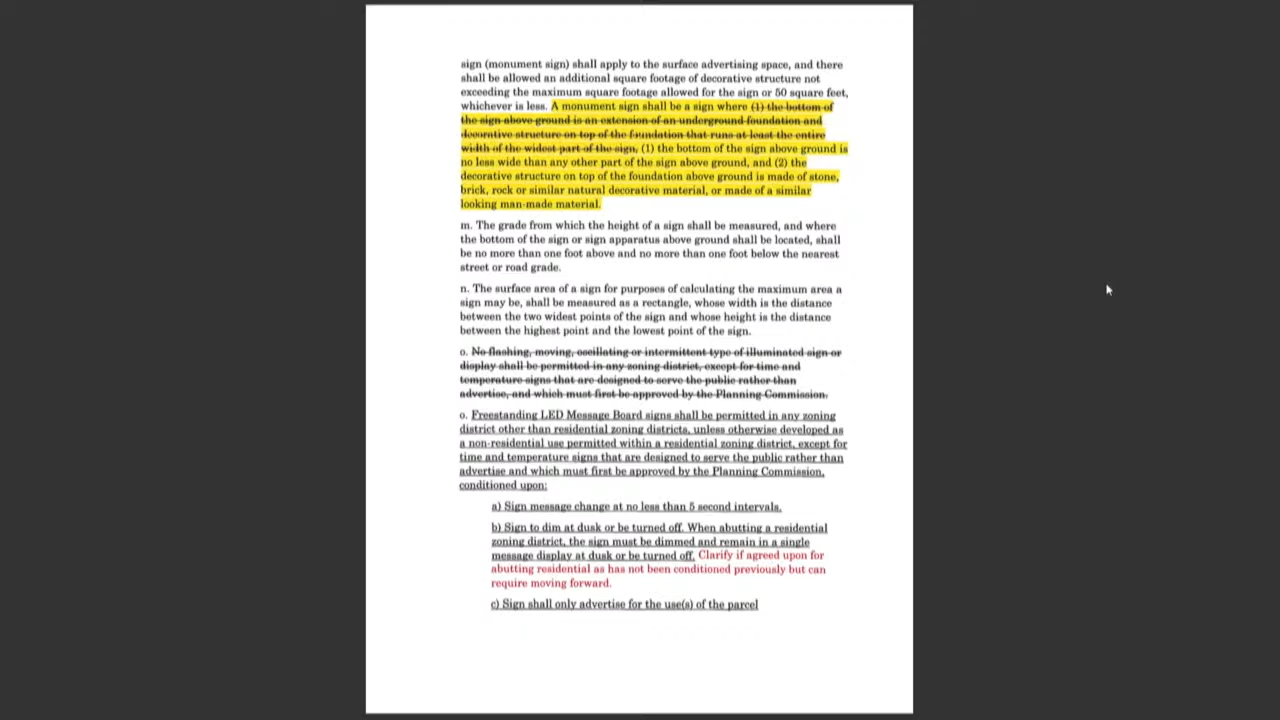 sign (monument sign) shall apply to the surface advertising space, and there
shall be allowed an additional square footage of decorative structure not
exceeding the maximum square footage allowed for the sign or 50 square feet,
whichever is less. A monument sign shall be a sign where (1) the bottom of
the sign above ground is an extension of an underground foundation and
decorative structure on top of the foundation that runs at least the entire
width of the widest part of the sign, (1) the bottom of the sign above ground is
no less wide than any other part of the sign above ground, and (2) the
decorative structure on top of the foundation above ground is made of stone,
brick, rock or similar natural decorative material, or made of a similar
looking man-made material.
m. The grade from which the height of a sign shall be measured, and where
the bottom of the sign or sign apparatus above ground shall be located, shall
be no more than one foot above and no more than one foot below the nearest
street or road grade.
n. The surface area of a sign for purposes of calculating the maximum area a
sign may be, shall be measured as a rectangle, whose width is the distance
between the two widest points of the sign and whose height is the distance
between the highest point and the lowest point of the sign.
o. No flashing, moving, oscillating or intermittent type of illuminated sign or
display shall be permitted in any zoning district, except for time and
temperature signs that are designed to serve the public rather than
advertise, and which must first be approved by the Planning Commission.
o. Freestanding LED Message Board signs shall be permitted in any zoning
district other than residential zoning districts, unless otherwise developed as
a non-residential use permitted within a residential zoning district, except for
time and temperature signs that are designed to serve the public rather than
advertise and which must first be approved by the Planning Commission,
conditioned upon:
a) Sign message change at no less than 5 second intervals.
b) Sign to dim at dusk or be turned off. When abutting a residential
zoning district, the sign must be dimmed and remain in a single
message display at dusk or be turned off. Clarify if agreed upon for
abutting residential as has not been conditioned previously but can
require moving forward.
c) Sign shall only advertise for the use(s) of the parcel